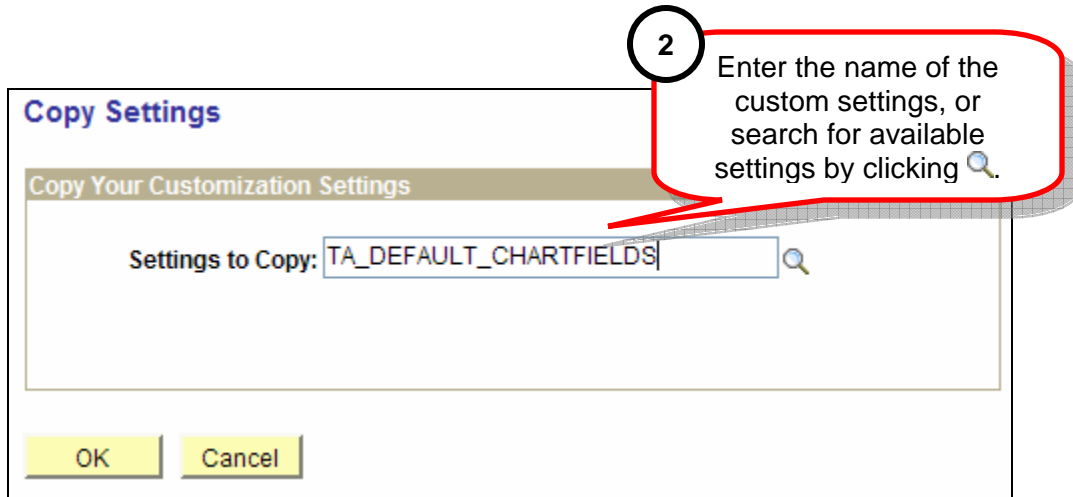 2
Enter the name of the
custom settings, or
search for available
settings by clicking .
Copy Settings
Copy Your Customization Settings
Settings to Copy: TA_DEFAULT_CHARTFIELDS
OK Cancel